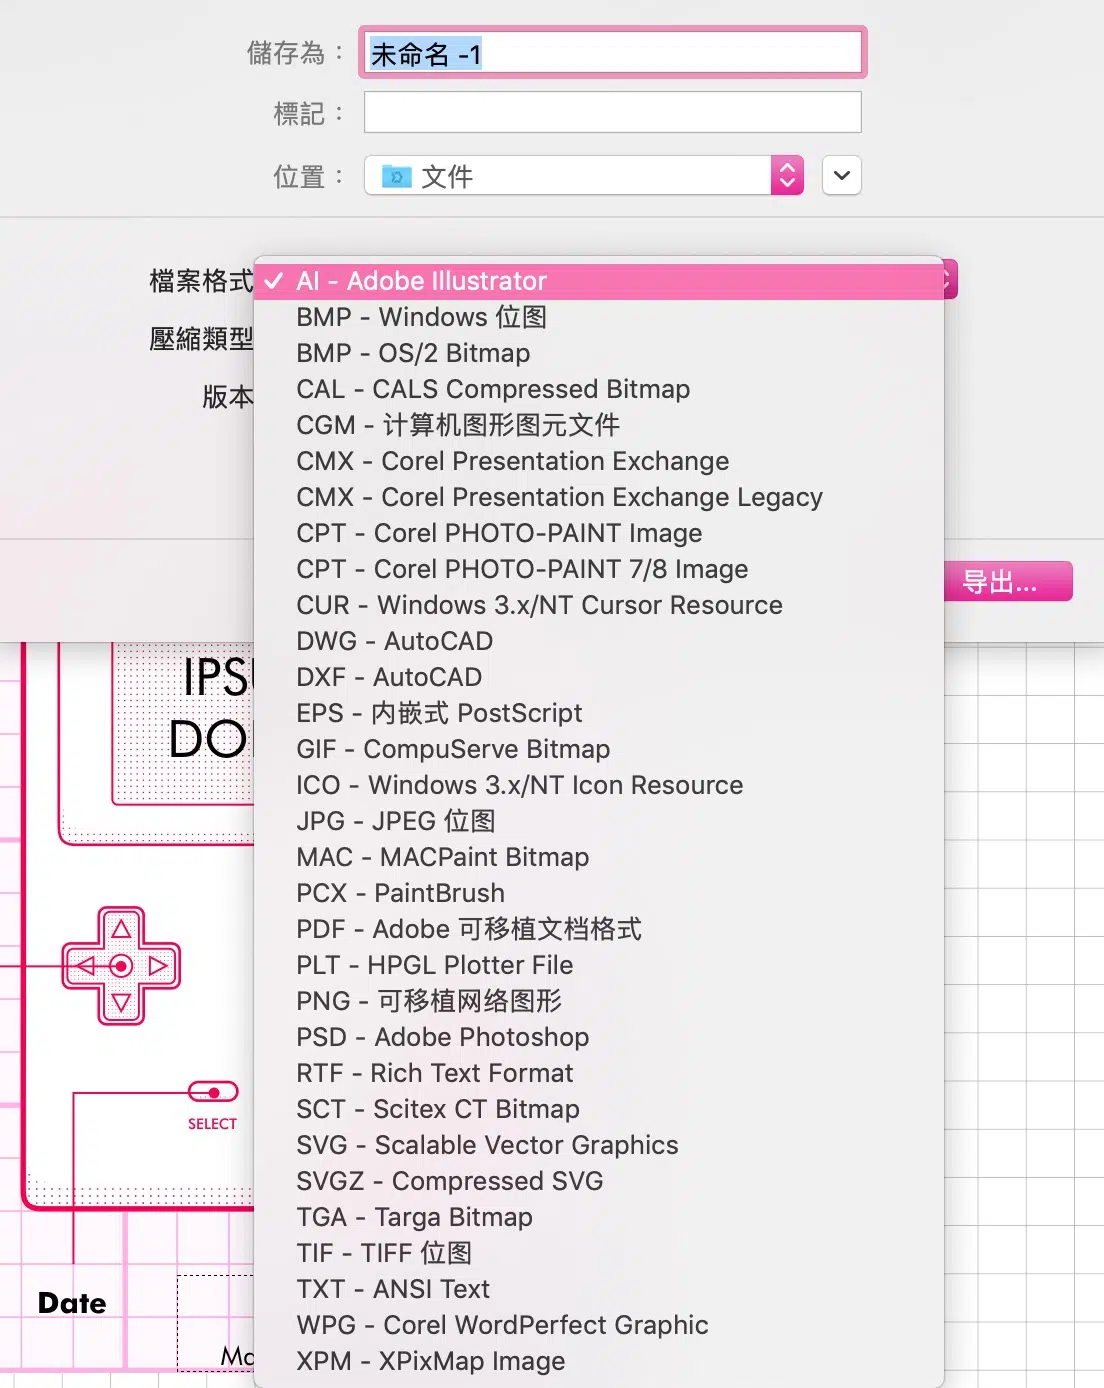 儲存為：
未命名 -1
標記：
位置：
文件
檔案格式
✓ AI - Adobe Illustrator
BMP - Windows 位图
壓縮類型
BMP - OS/2 Bitmap
CAL - CALS Compressed Bitmap
版本
CGM - 计算机图形图元文件
CMX - Corel Presentation Exchange
CMX - Corel Presentation Exchange Legacy
CPT - Corel PHOTO-PAINT Image
CPT - Corel PHOTO-PAINT 7/8 Image
导出...
CUR - Windows 3.x/NT Cursor Resource
DWG - AutoCAD
DXF - AutoCAD
EPS - 内嵌式 PostScript
GIF - CompuServe Bitmap
ICO - Windows 3.x/NT Icon Resource
JPG - JPEG 位图
MAC - MACPaint Bitmap
PCX - PaintBrush
PDF - Adobe 可移植文档格式
PLT - HPGL Plotter File
PNG - 可移植网络图形
PSD - Adobe Photoshop
RTF - Rich Text Format
SCT - Scitex CT Bitmap
SVG - Scalable Vector Graphics
SVGZ - Compressed SVG
TGA - Targa Bitmap
TIF - TIFF 位图
TXT - ANSI Text
WPG - Corel WordPerfect Graphic
XPM - XPixMap Image
IPS
DO
SELECT
Date